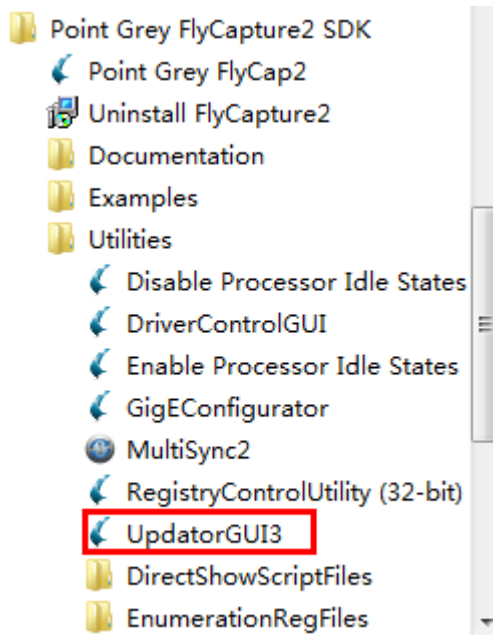 Point Grey FlyCapture2 SDK
Point Grey FlyCap2
Uninstall FlyCapture2
Documentation
Examples
Utilities
Disable Processor Idle States
DriverControlGUI
Enable Processor Idle States
GigEConfigurator
MultiSync2
RegistryControlUtility (32-bit)
UpdatorGUI3
DirectShowScriptFiles
EnumerationRegFiles